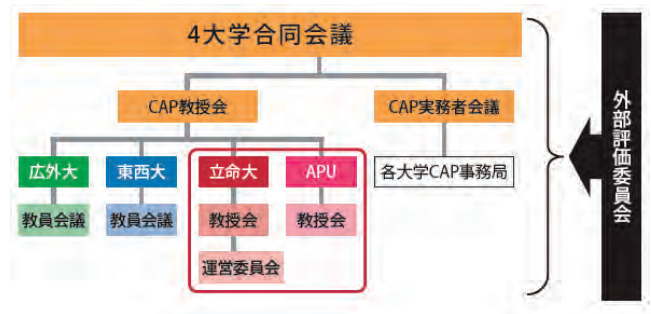 4大学合同会議
CAP教授会
CAP実務者会議
広外大
東西大
立命大
APU
各大学CAP事務局
教員会議
教員会議
教授会
教授会
運営委員会
外部評価委員会